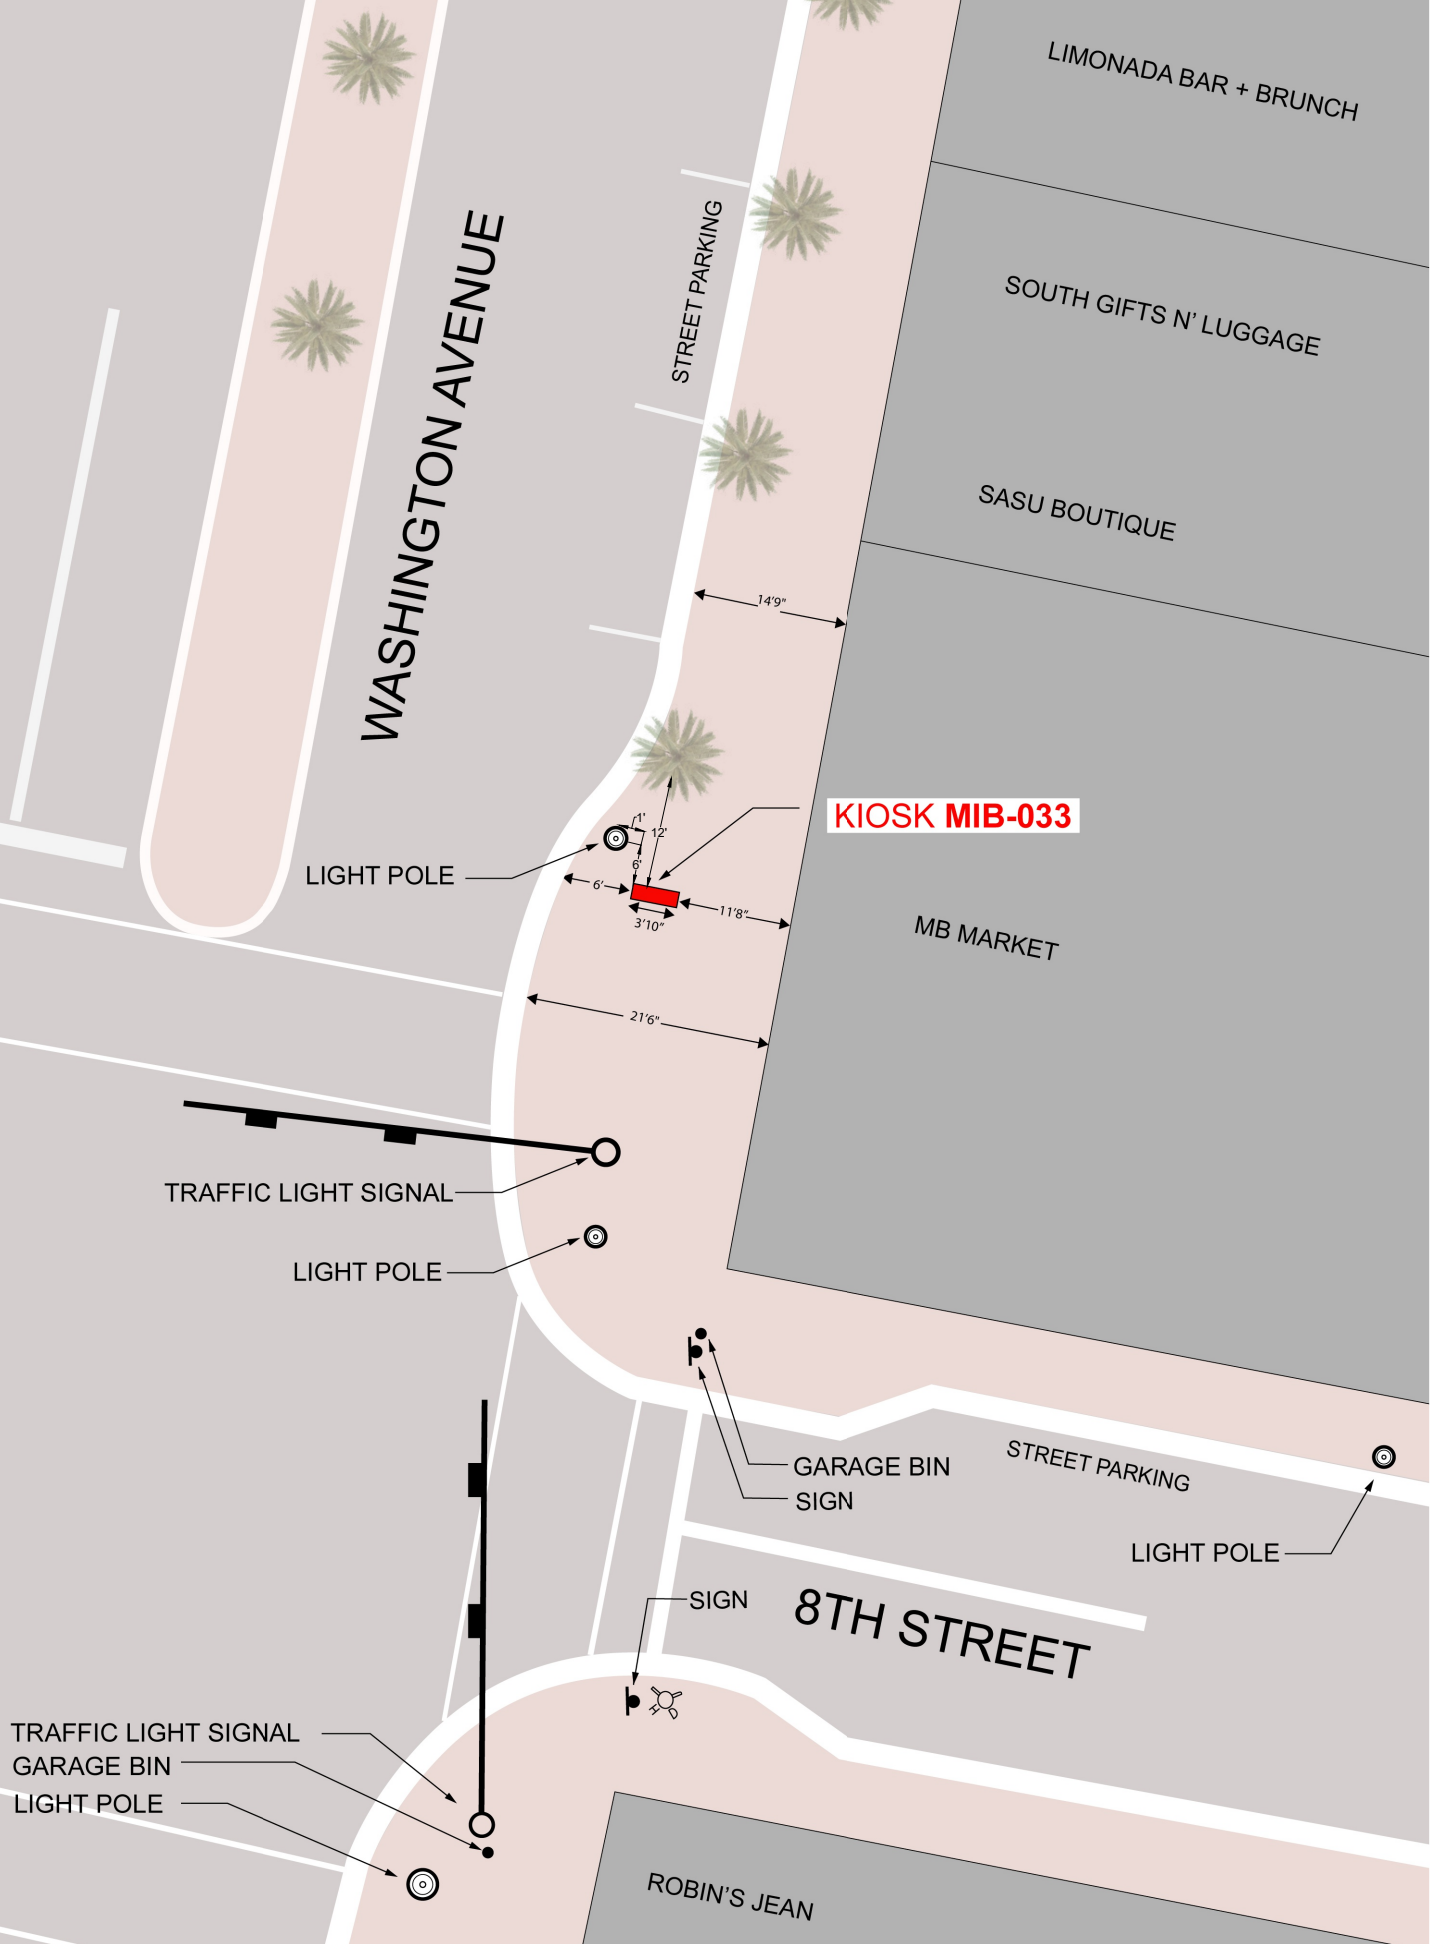 LIMONADA BAR + BRUNCH
SOUTH GIFTS N’ LUGGAGE
STREET PARKING
WASHINGTON AVENUE
SASU BOUTIQUE
14’9”
KIOSK MIB-033
1’
12’
6’
LIGHT POLE
6’
11’8”
3’10”
MB MARKET
21’6”
TRAFFIC LIGHT SIGNAL
LIGHT POLE
GARAGE BIN
SIGN
STREET PARKING
LIGHT POLE
SIGN
8TH STREET
TRAFFIC LIGHT SIGNAL
GARAGE BIN
LIGHT POLE
ROBIN’S JEAN